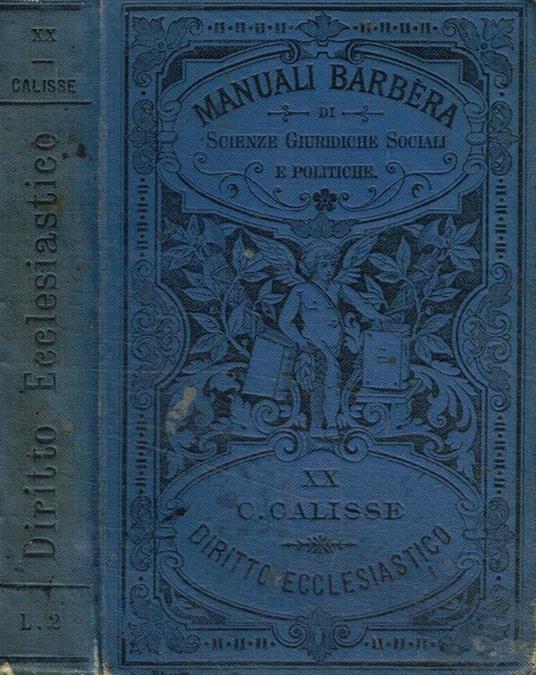 XX
CALISSE
Diritto Ecclesiastico
L. 2
MANUALI BARBÈRA
DI
SCIENZE GIURIDICHE SOCIALI
E POLITICHE.
XX
C. CALISSE
DIRITTO ECCLESIASTICO